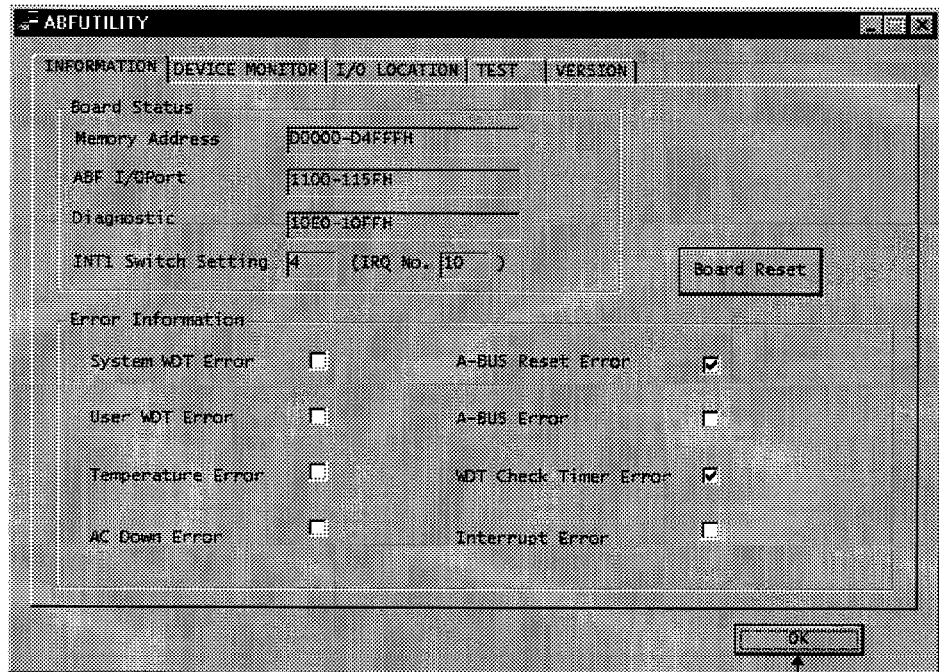 ABFUTILITY
INFORMATION DEVICE MONITOR I/O LOCATION TEST VERSION
Board Status
Memory Address D0000-D4FFFH
ABF I/OPort 1100-115FH
Diagnostic 10E0-10FFH
INT1 Switch Setting 4 (IRQ No. 10 )
Board Reset
Error Information
System WDT Error A-BUS Reset Error
User WDT Error A-BUS Error
Temperature Error WDT Check Timer Error
AC Down Error Interrupt Error
OK